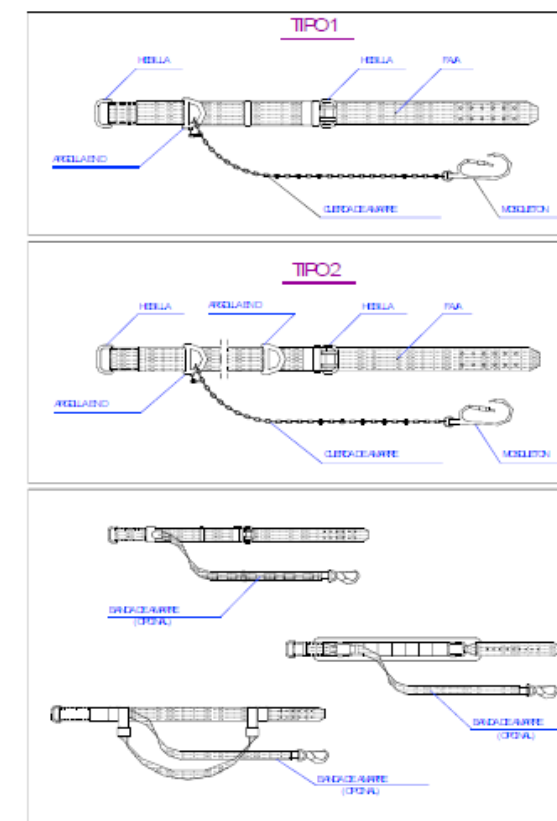 TIPO1
HEBILLA HEBILLA FAJA
ARGOLLA EN D
CUERDA DE AMARRE MOSQUETON
TIPO2
HEBILLA ARGOLLA EN D HEBILLA FAJA
ARGOLLA EN D
CUERDA DE AMARRE MOSQUETON
BANDA DE AMARRE
(OPCIONAL)
BANDA DE AMARRE
(OPCIONAL)
BANDA DE AMARRE
(OPCIONAL)